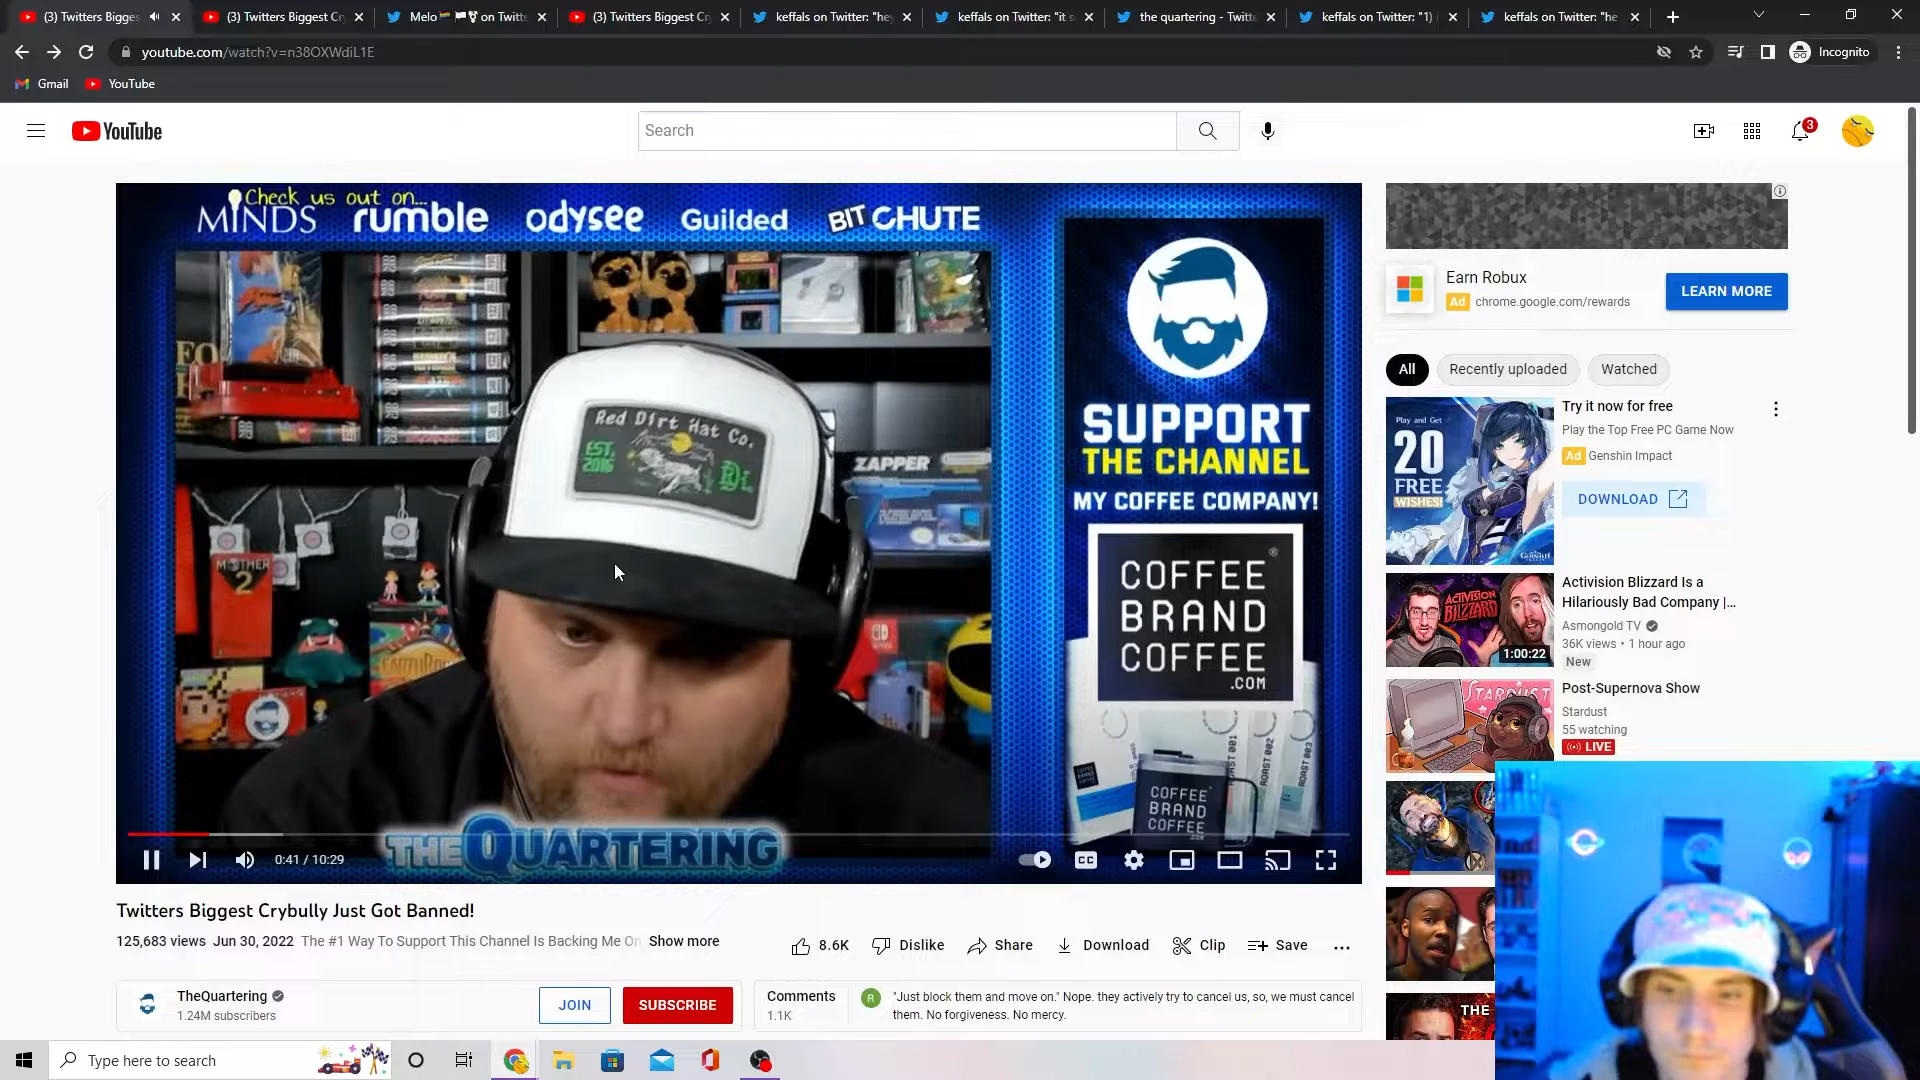 (3) Twitters Bigges
(3) Twitters Biggest Cr
Melo on Twitte
(3) Twitters Biggest Cr
keffals on Twitter: "hey
keffals on Twitter: "it s
the quartering - Twitte
keffals on Twitter: "1)
keffals on Twitter: "he
youtube.com/watch?v=n38OXWdiL1E
Incognito
Gmail
YouTube
YouTube
Search
3
Check us out on...
MINDS
rumble
odysee
Guilded
BIT CHUTE
Red Dirt Hat Co.
EST.
2016
ZAPPER
MOTHER
2
SUPPORT
THE CHANNEL
MY COFFEE COMPANY!
COFFEE
BRAND
COFFEE
.COM
COFFEE
BRAND
COFFEE
ROAST 001
ROAST 002
ROAST 003
THEQUARTERING
0:41 / 10:29
CC
Twitters Biggest Crybully Just Got Banned!
125,683 views Jun 30, 2022 The #1 Way To Support This Channel Is Backing Me On Show more
8.6K
Dislike
Share
Download
Clip
Save
TheQuartering
1.24M subscribers
JOIN
SUBSCRIBE
Comments
1.1K
R
"Just block them and move on." Nope. they actively try to cancel us, so, we must cancel
them. No forgiveness. No mercy.
Earn Robux
Ad chrome.google.com/rewards
LEARN MORE
All
Recently uploaded
Watched
Play and Get
20
FREE
WISHES!
Genshin
Try it now for free
Play the Top Free PC Game Now
Ad Genshin Impact
DOWNLOAD
ACTIVISION
BLIZZARD
1:00:22
Activision Blizzard Is a
Hilariously Bad Company |...
Asmongold TV
36K views • 1 hour ago
New
STARDUST
Post-Supernova Show
Stardust
55 watching
LIVE
THE
Type here to search